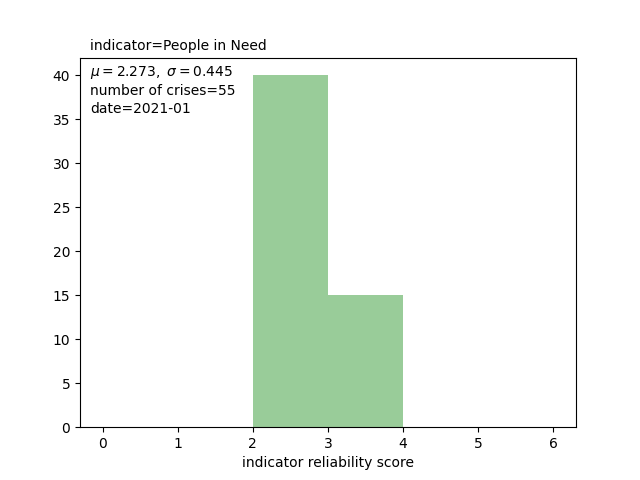 indicator=People in Need
μ = 2.273, σ = 0.445
number of crises=55
date=2021-01
40
35
30
25
20
15
10
5
0
0 1 2 3 4 5 6
indicator reliability score